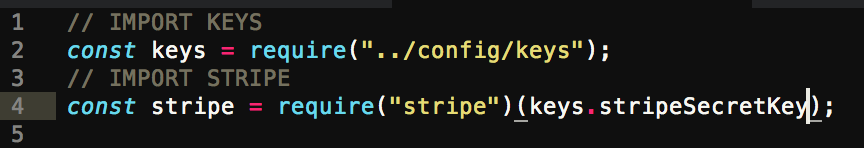 1 // IMPORT KEYS
2 const keys = require("../config/keys");
3 // IMPORT STRIPE
4 const stripe = require("stripe")(keys.stripeSecretKey);
5